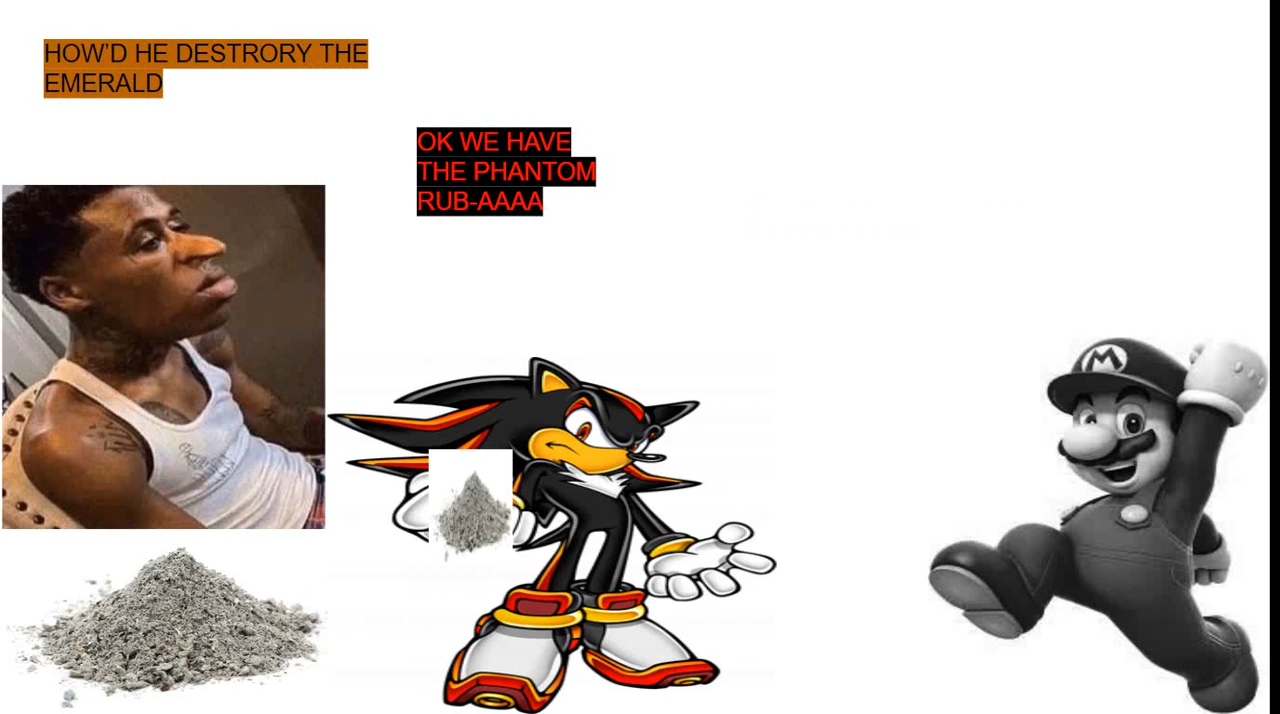 HOW'D HE DESTRORY THE
EMERALD
OK WE HAVE
THE PHANTOM
RUB-AAAA
M